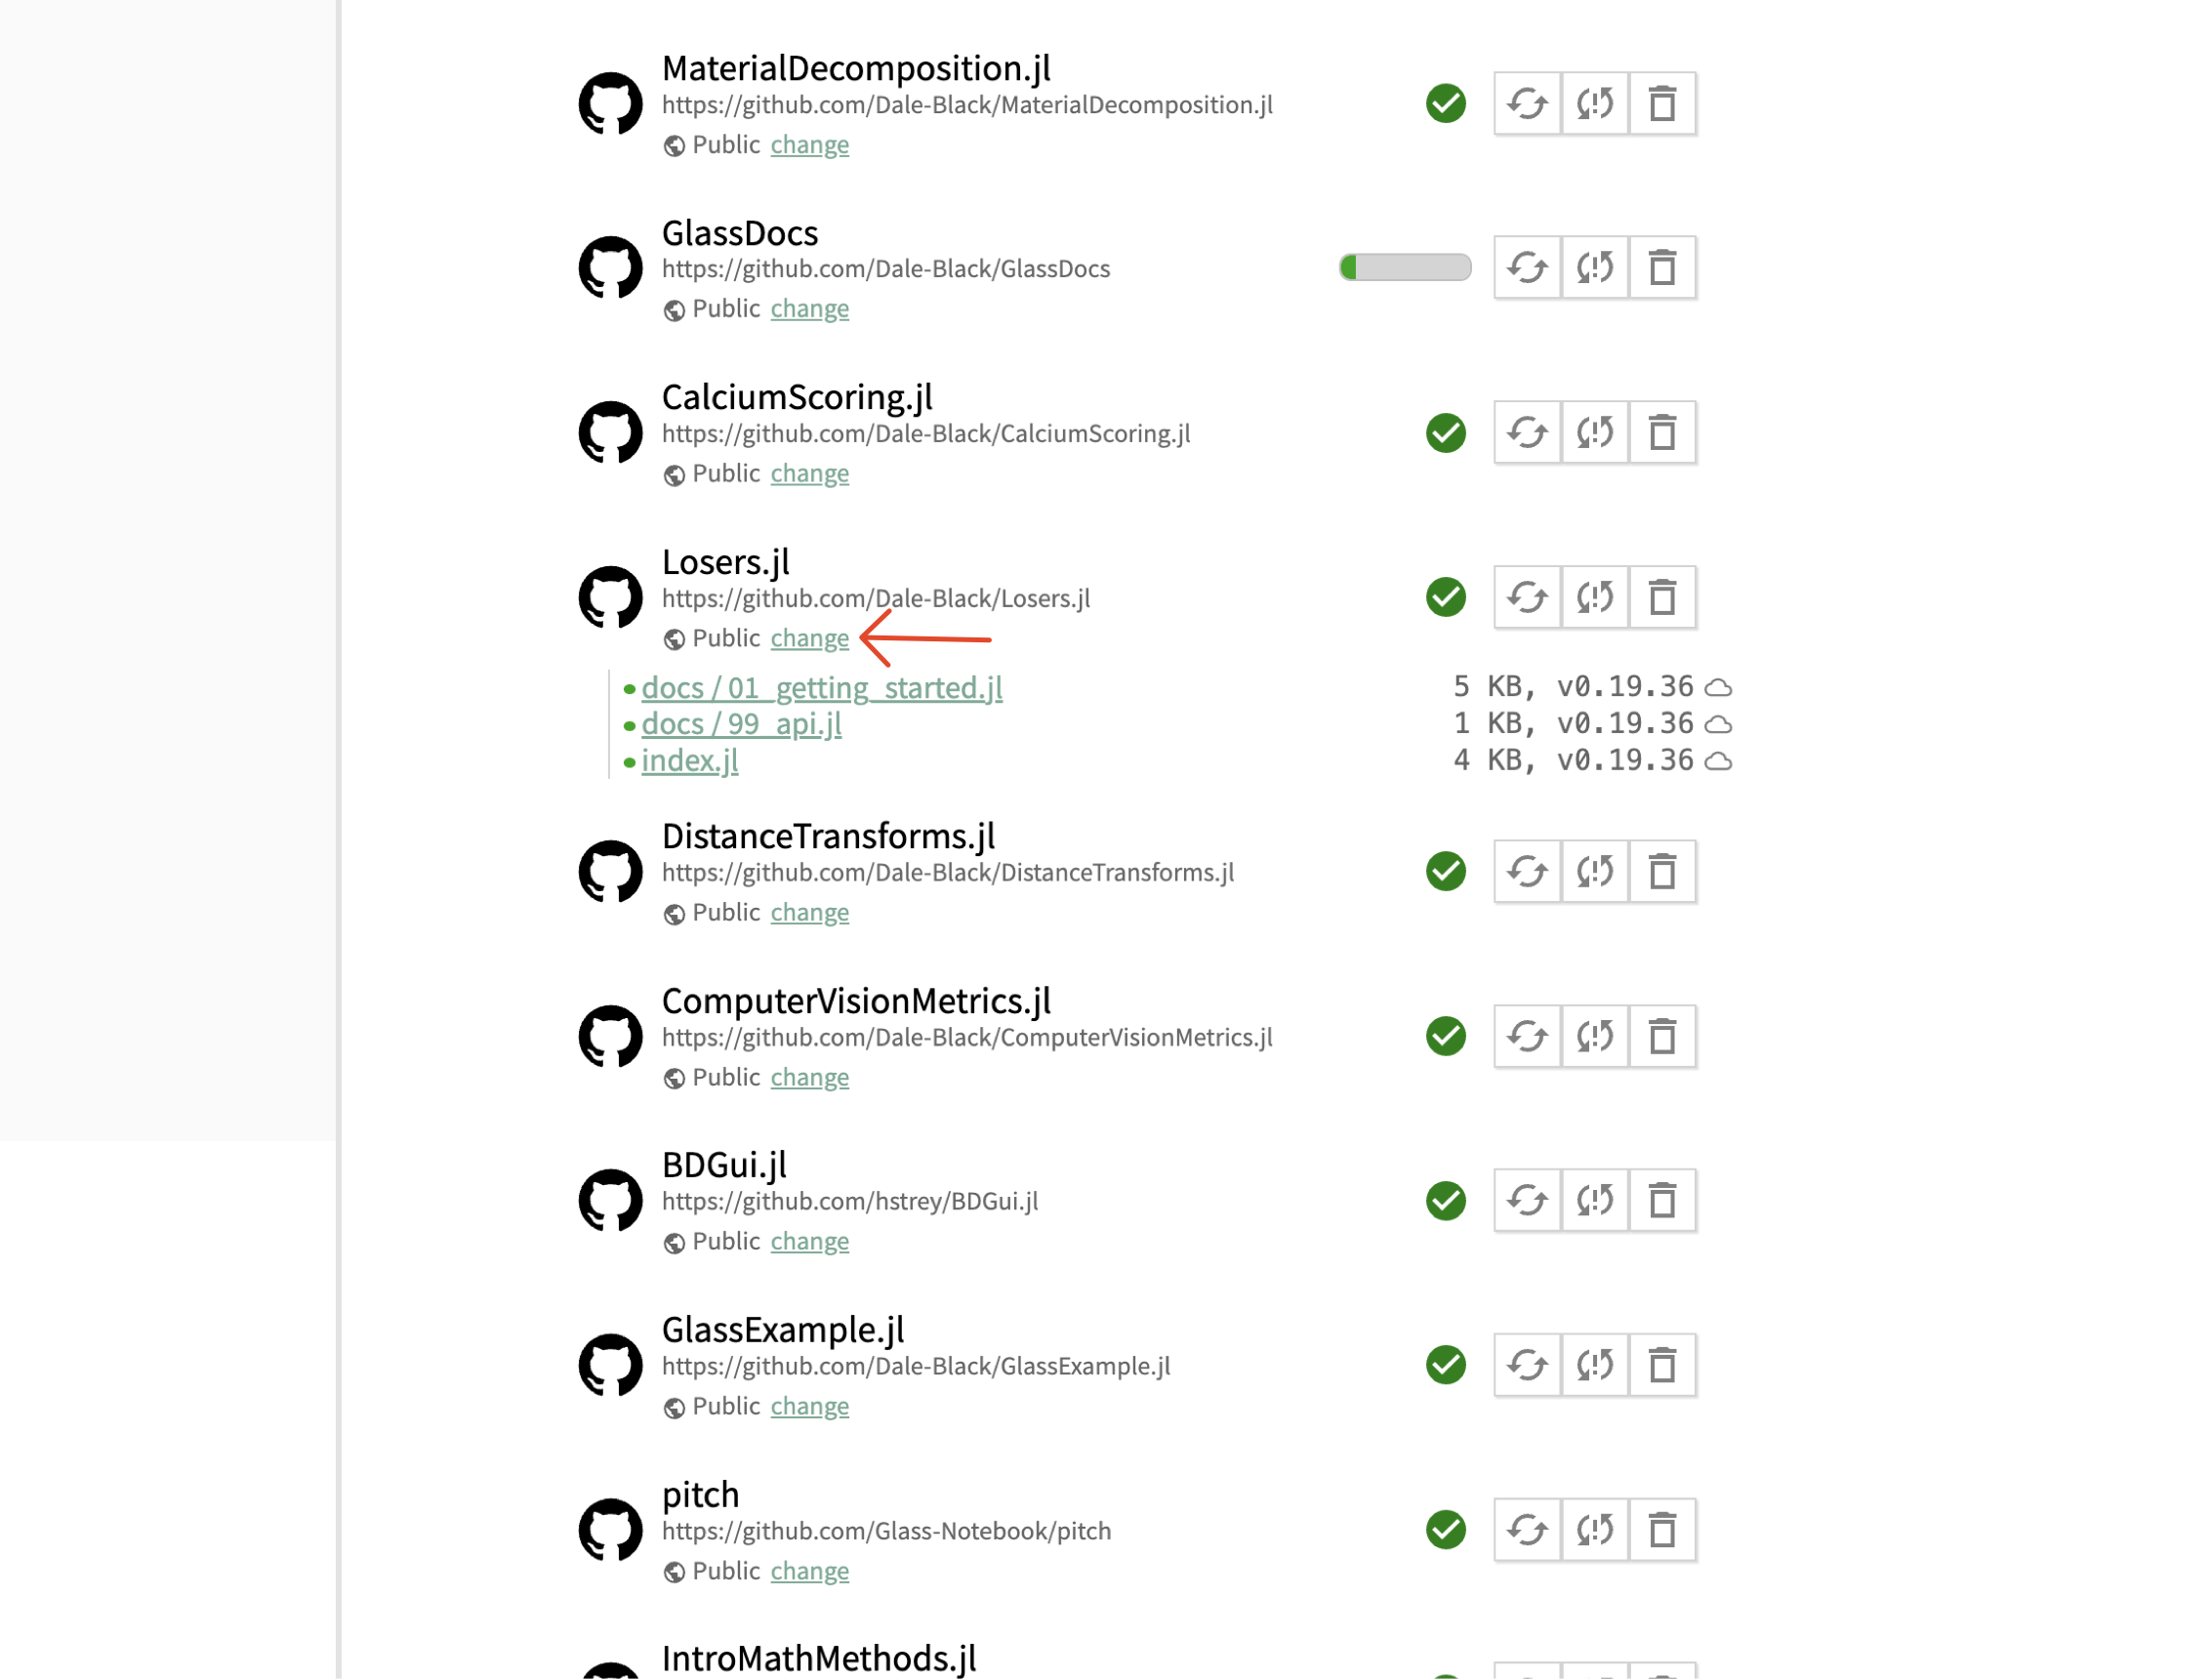 MaterialDecomposition.jl
https://github.com/Dale-Black/MaterialDecomposition.jl
Public change
GlassDocs
https://github.com/Dale-Black/GlassDocs
Public change
CalciumScoring.jl
https://github.com/Dale-Black/CalciumScoring.jl
Public change
Losers.jl
https://github.com/Dale-Black/Losers.jl
Public change
docs / 01_getting_started.jl 5 KB, v0.19.36
docs / 99_api.jl 1 KB, v0.19.36
index.jl 4 KB, v0.19.36
DistanceTransforms.jl
https://github.com/Dale-Black/DistanceTransforms.jl
Public change
ComputerVisionMetrics.jl
https://github.com/Dale-Black/ComputerVisionMetrics.jl
Public change
BDGui.jl
https://github.com/hstrey/BDGui.jl
Public change
GlassExample.jl
https://github.com/Dale-Black/GlassExample.jl
Public change
pitch
https://github.com/Glass-Notebook/pitch
Public change
IntroMathMethods.jl